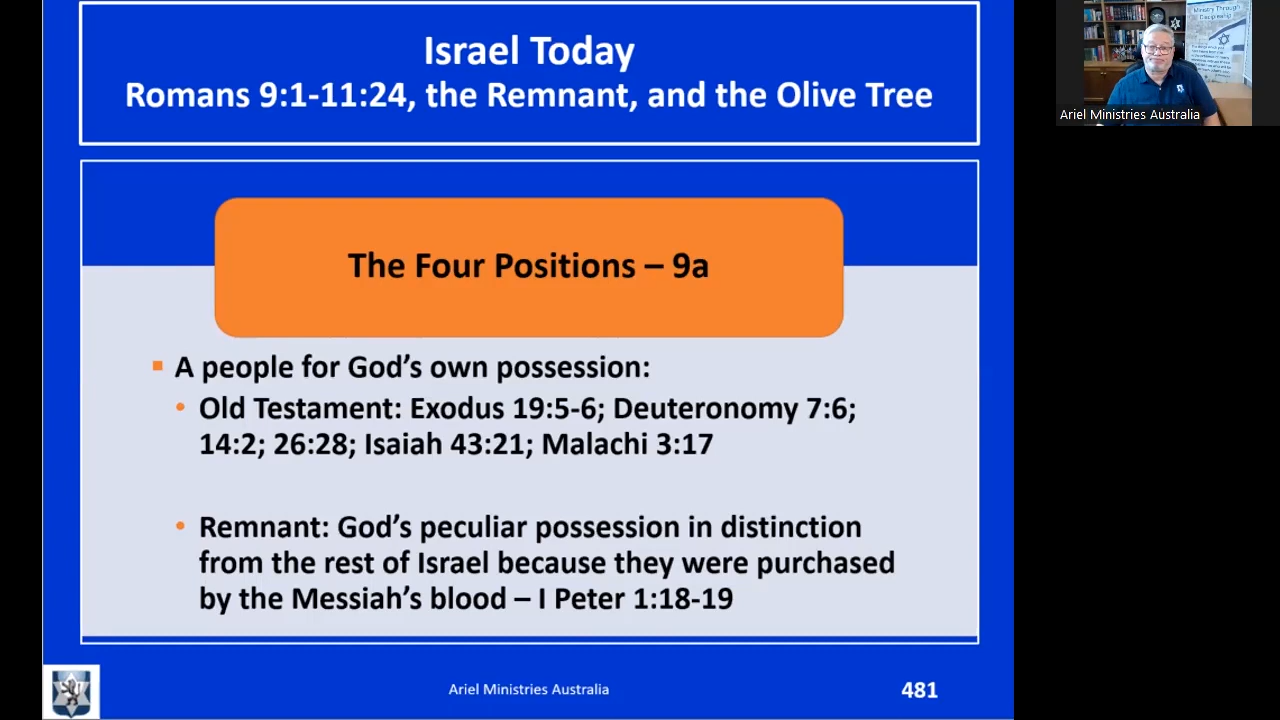 Israel Today
Romans 9:1-11:24, the Remnant, and the Olive Tree
The Four Positions – 9a
A people for God's own possession:
Old Testament: Exodus 19:5-6; Deuteronomy 7:6;
14:2; 26:28; Isaiah 43:21; Malachi 3:17
Remnant: God's peculiar possession in distinction
from the rest of Israel because they were purchased
by the Messiah's blood – I Peter 1:18-19
Ariel Ministries Australia
481
Ministry Through
Discipleship
Ariel Ministries Australia